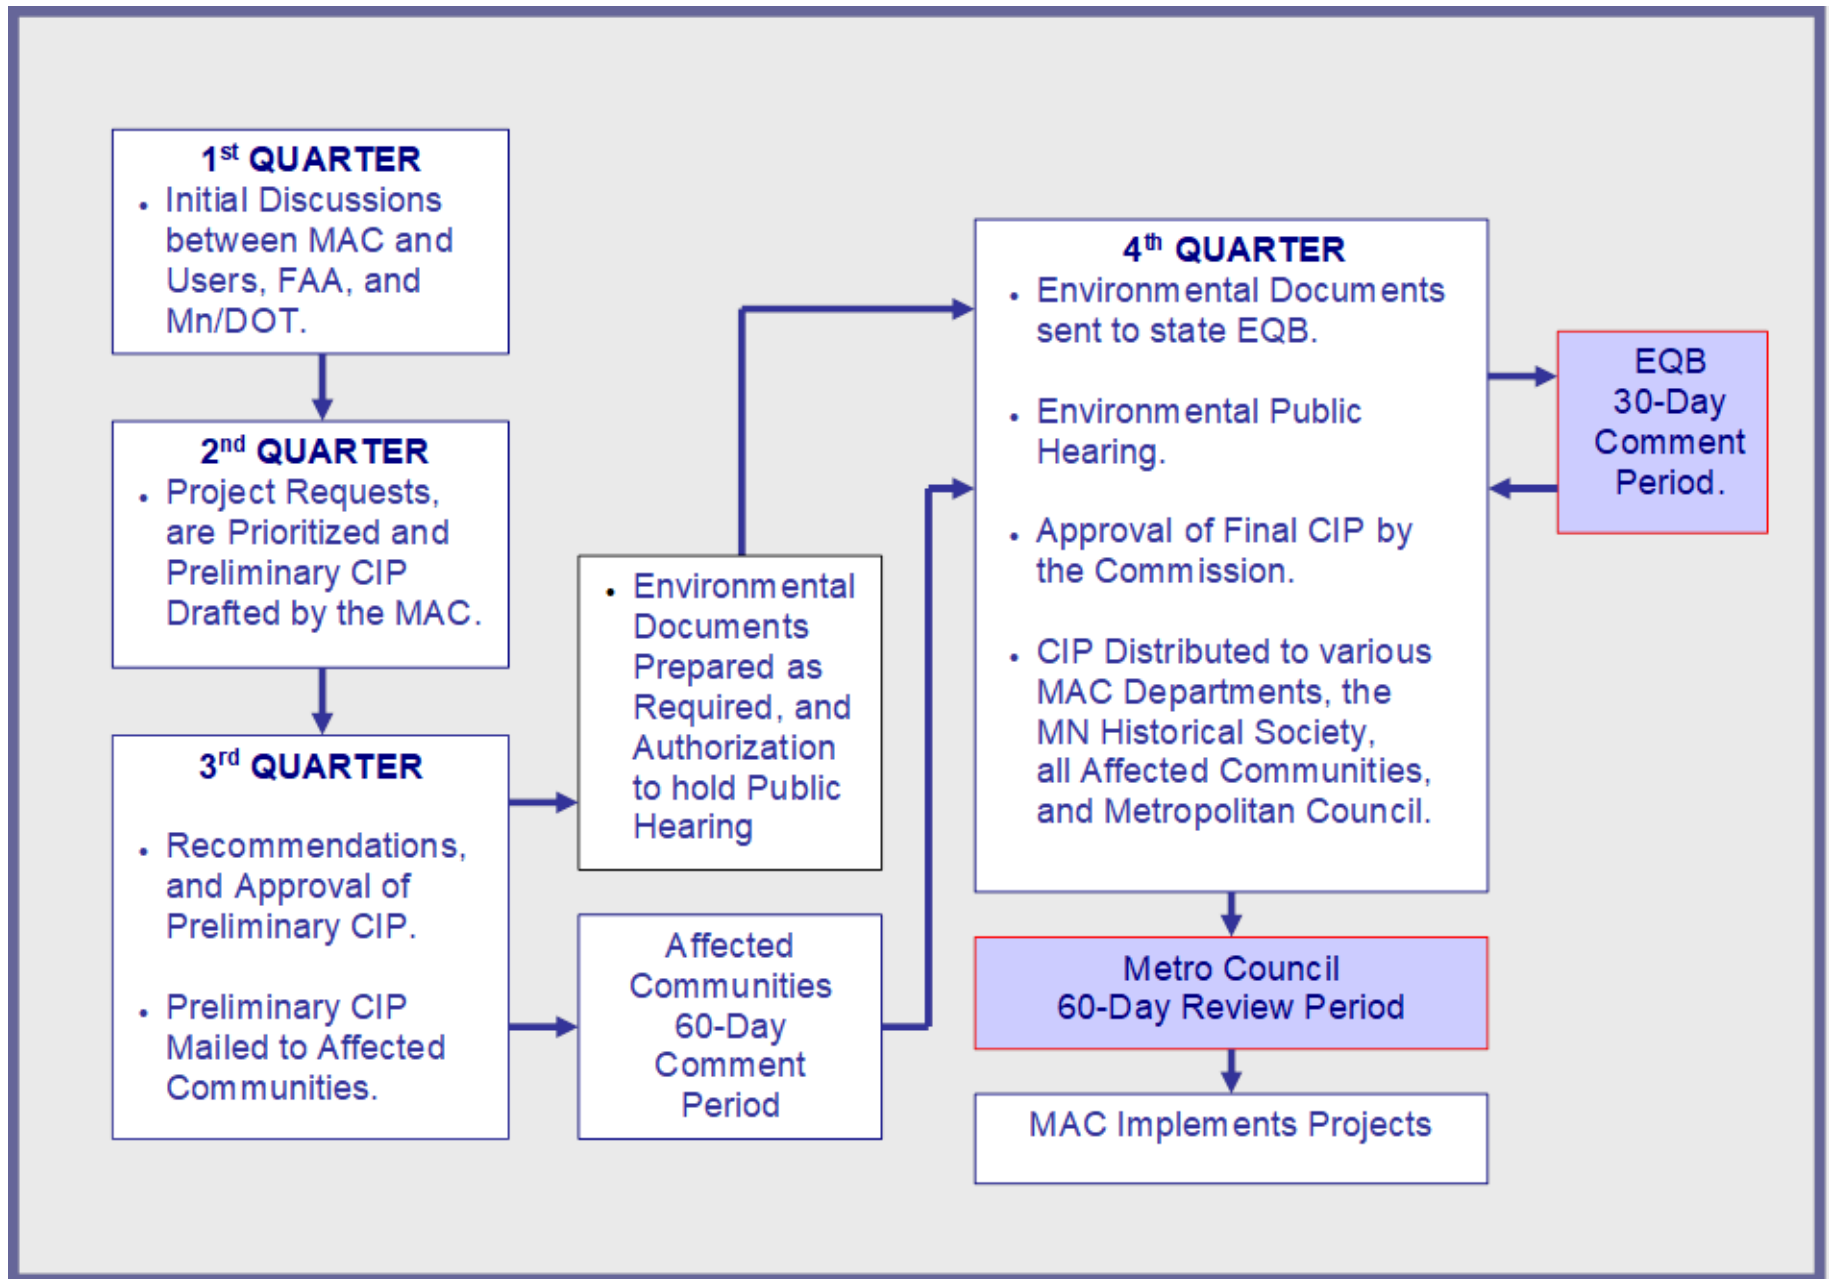 1st QUARTER
• Initial Discussions
between MAC and
Users, FAA, and
Mn/DOT.
2nd QUARTER
• Project Requests,
are Prioritized and
Preliminary CIP
Drafted by the MAC.
3rd QUARTER
• Recommendations,
and Approval of
Preliminary CIP.
• Preliminary CIP
Mailed to Affected
Communities.
• Environmental
Documents
Prepared as
Required, and
Authorization
to hold Public
Hearing
Affected
Communities
60-Day
Comment
Period
4th QUARTER
• Environmental Documents
sent to state EQB.
• Environmental Public
Hearing.
• Approval of Final CIP by
the Commission.
• CIP Distributed to various
MAC Departments, the
MN Historical Society,
all Affected Communities,
and Metropolitan Council.
EQB
30-Day
Comment
Period.
Metro Council
60-Day Review Period
MAC Implements Projects